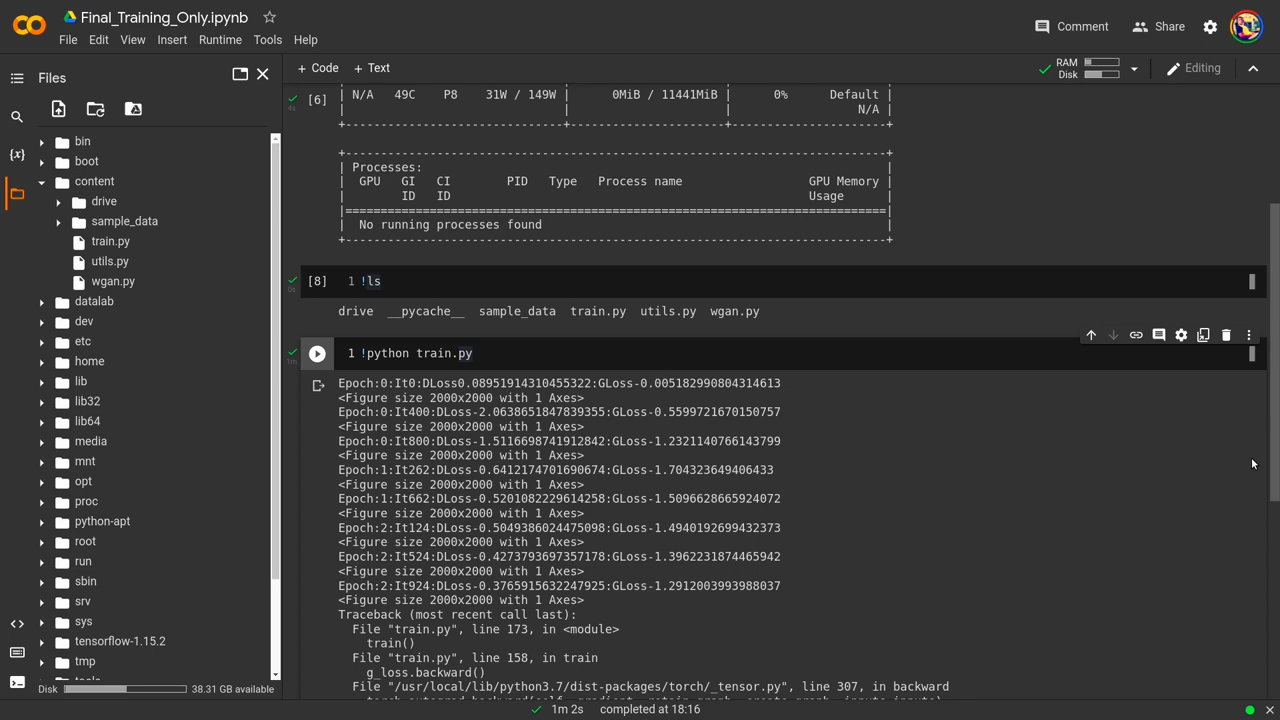 Final_Training_Only.ipynb
File Edit View Insert Runtime Tools Help
Comment Share
Files
+ Code + Text
RAM
Disk
Editing
bin
boot
content
drive
sample_data
train.py
utils.py
wgan.py
datalab
dev
etc
home
lib
lib32
lib64
media
mnt
opt
proc
python-apt
root
run
sbin
srv
sys
tensorflow-1.15.2
tmp
Disk 38.31 GB available
[6]
4s
| N/A 49C P8 31W / 149W | 0MiB / 11441MiB | 0% Default |
| | | N/A |
+-------------------------------+----------------------+----------------------+
+-----------------------------------------------------------------------------+
| Processes: |
| GPU GI CI PID Type Process name GPU Memory |
| ID ID Usage |
|=============================================================================|
| No running processes found |
+-----------------------------------------------------------------------------+
[8] 1 !ls
0s
drive __pycache__ sample_data train.py utils.py wgan.py
1 !python train.py
1m
Epoch:0:It0:DLoss0.08951914310455322:GLoss-0.005182990804314613
<Figure size 2000x2000 with 1 Axes>
Epoch:0:It400:DLoss-2.0638651847839355:GLoss-0.5599721670150757
<Figure size 2000x2000 with 1 Axes>
Epoch:0:It800:DLoss-1.5116698741912842:GLoss-1.2321140766143799
<Figure size 2000x2000 with 1 Axes>
Epoch:1:It262:DLoss-0.6412174701690674:GLoss-1.704323649406433
<Figure size 2000x2000 with 1 Axes>
Epoch:1:It662:DLoss-0.5201082229614258:GLoss-1.5096628665924072
<Figure size 2000x2000 with 1 Axes>
Epoch:2:It124:DLoss-0.5049386024475098:GLoss-1.4940192699432373
<Figure size 2000x2000 with 1 Axes>
Epoch:2:It524:DLoss-0.4273793697357178:GLoss-1.3962231874465942
<Figure size 2000x2000 with 1 Axes>
Epoch:2:It924:DLoss-0.3765915632247925:GLoss-1.2912003993988037
<Figure size 2000x2000 with 1 Axes>
Traceback (most recent call last):
File "train.py", line 173, in <module>
train()
File "train.py", line 158, in train
g_loss.backward()
File "/usr/local/lib/python3.7/dist-packages/torch/_tensor.py", line 307, in backward
1m 2s completed at 18:16